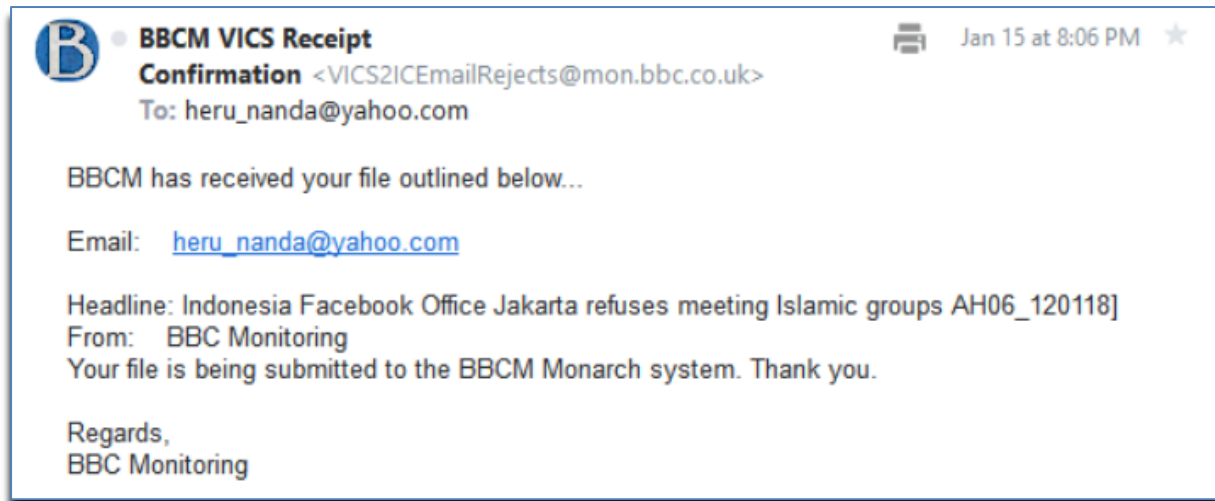 B
BBCM VICS Receipt
Confirmation <VICS2ICEmailRejects@mon.bbc.co.uk>
Jan 15 at 8:06 PM
To: heru_nanda@yahoo.com
BBCM has received your file outlined below...
Email: heru_nanda@yahoo.com
Headline: Indonesia Facebook Office Jakarta refuses meeting Islamic groups AH06_120118]
From: BBC Monitoring
Your file is being submitted to the BBCM Monarch system. Thank you.
Regards,
BBC Monitoring